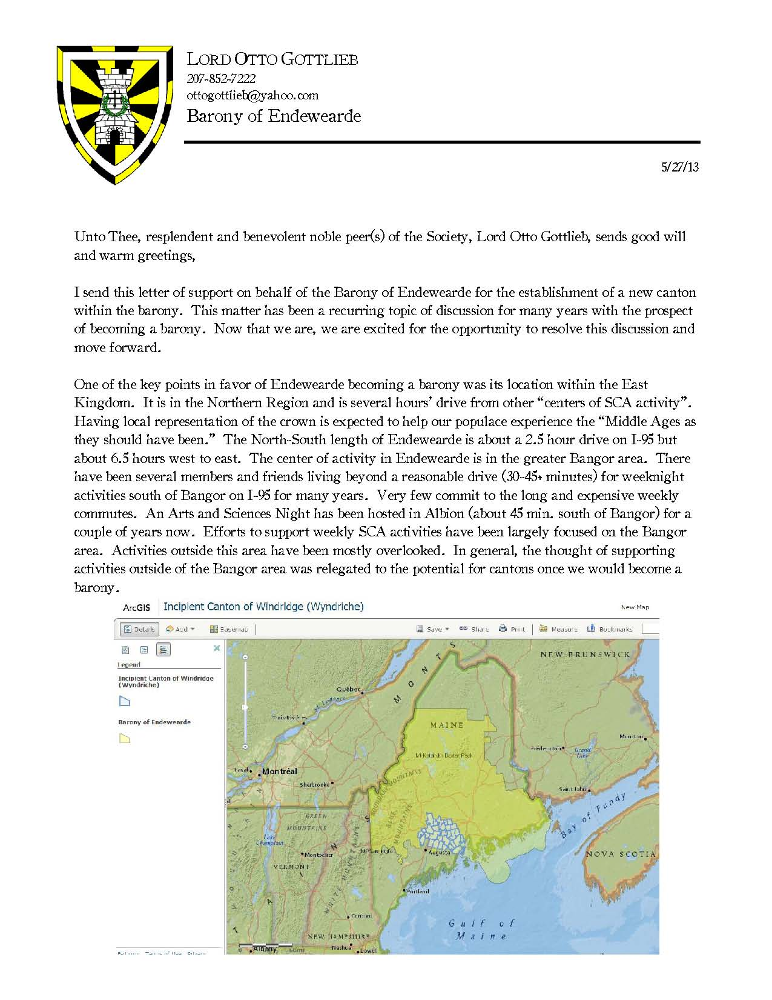 LORD OTTO GOTTLIEB
207-852-7222
ottogottlieb@yahoo.com
Barony of Endewearde
5/27/13
Unto Thee, resplendent and benevolent noble peer(s) of the Society, Lord Otto Gottlieb, sends good will
and warm greetings,
I send this letter of support on behalf of the Barony of Endewearde for the establishment of a new canton
within the barony.  This matter has been a recurring topic of discussion for many years with the prospect
of becoming a barony.  Now that we are, we are excited for the opportunity to resolve this discussion and
move forward.
One of the key points in favor of Endewearde becoming a barony was its location within the East
Kingdom.  It is in the Northern Region and is several hours’ drive from other “centers of SCA activity”.
Having local representation of the crown is expected to help our populace experience the “Middle Ages as
they should have been.”  The North-South length of Endewearde is about a 2.5 hour drive on I-95 but
about 6.5 hours west to east.  The center of activity in Endewearde is in the greater Bangor area.  There
have been several members and friends living beyond a reasonable drive (30-45+ minutes) for weeknight
activities south of Bangor on I-95 for many years.  Very few commit to the long and expensive weekly
commutes.  An Arts and Sciences Night has been hosted in Albion (about 45 min. south of Bangor) for a
couple of years now.  Efforts to support weekly SCA activities have been largely focused on the Bangor
area.  Activities outside this area have been mostly overlooked.  In general, the thought of supporting
activities outside of the Bangor area was relegated to the potential for cantons once we would become a
barony.
ArcGIS Incipient Canton of Windridge (Wyndriche) New Map
Details Add Basemap Save Share Print Measure Bookmarks
Legend
Incipient Canton of Windridge
(Wyndriche)
Barony of Endewearde
NEW BRUNSWICK
MONTS
Québec
St Lawrence
Trois-Rivières
MAINE
Moncton
Fredericton
Grand
Lake
Mt Katahdin Baxter Peak
Laval
Montréal
Sherbrooke
Saint John
Bay of Fundy
GREEN
MOUNTAINS
BLUE
MOUNTAINS
Lake
Champlain
Mt Washington
Augusta
Montpelier
NOVA SCOTIA
VERMONT
WHITE MOUNTAINS
Portland
Concord
Gulf of
Maine
NEW HAMPSHIRE
Nashua
Lowell
Albany
0 60mi
Terms of Use Privacy